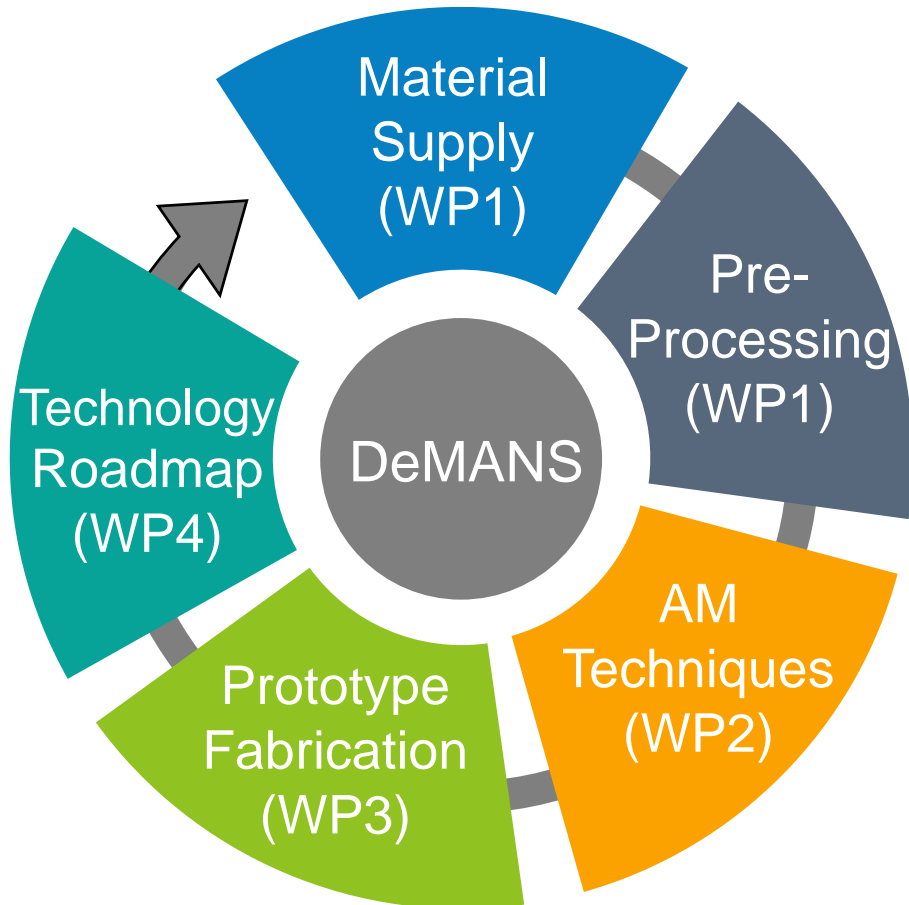 Material
Supply
(WP1)
Pre-
Processing
(WP1)
AM
Techniques
(WP2)
Prototype
Fabrication
(WP3)
Technology
Roadmap
(WP4)
DeMANS